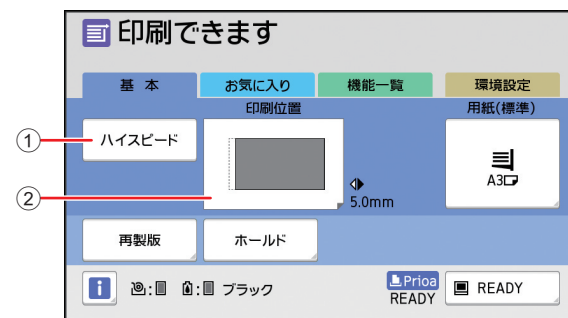 印刷できます
基 本 お気に入り 機能一覧 環境設定
印刷位置 用紙(標準)
① ハイスピード
A3
② 5.0mm
再製版 ホールド
i : : ブラック Prioa READY READY